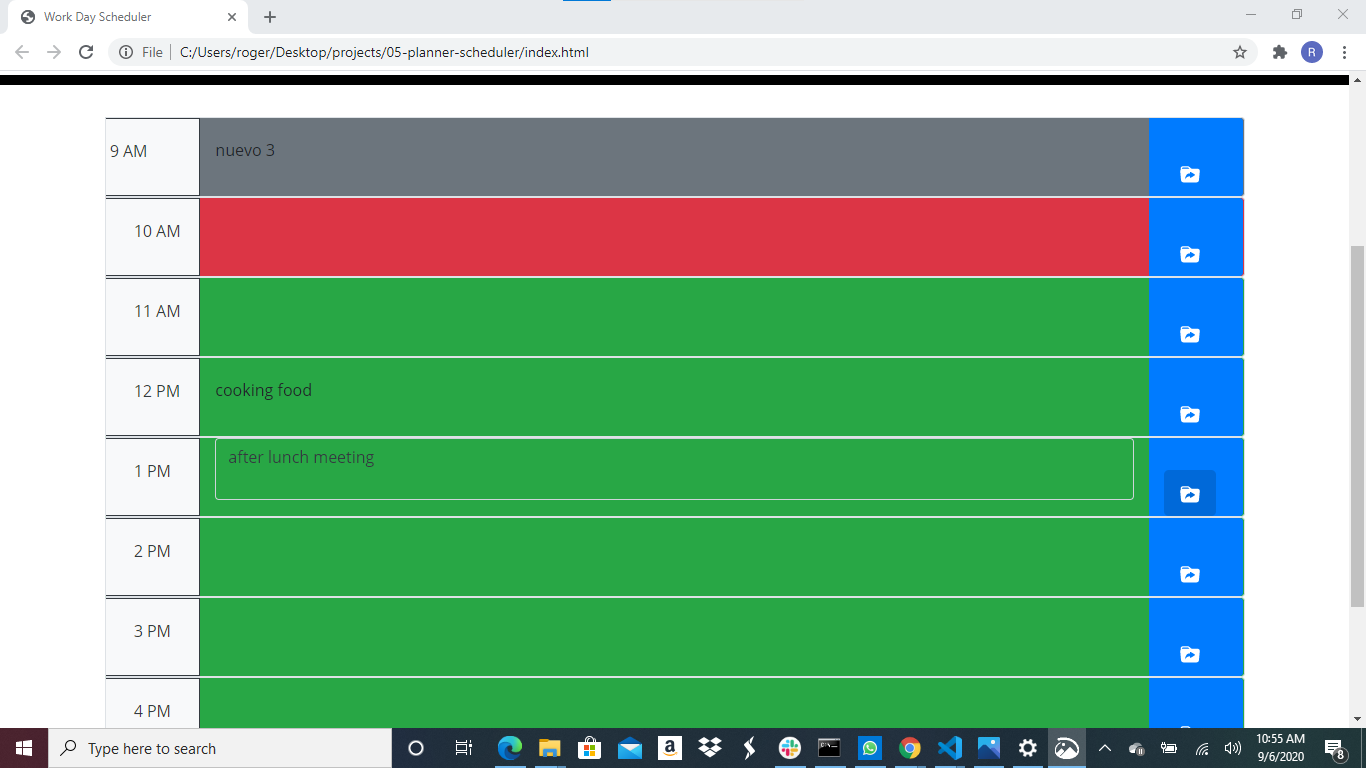 Work Day Scheduler
File C:/Users/roger/Desktop/projects/05-planner-scheduler/index.html
R
9 AM nuevo 3
10 AM
11 AM
12 PM cooking food
1 PM after lunch meeting
2 PM
3 PM
4 PM
Type here to search
a
10:55 AM
9/6/2020
8